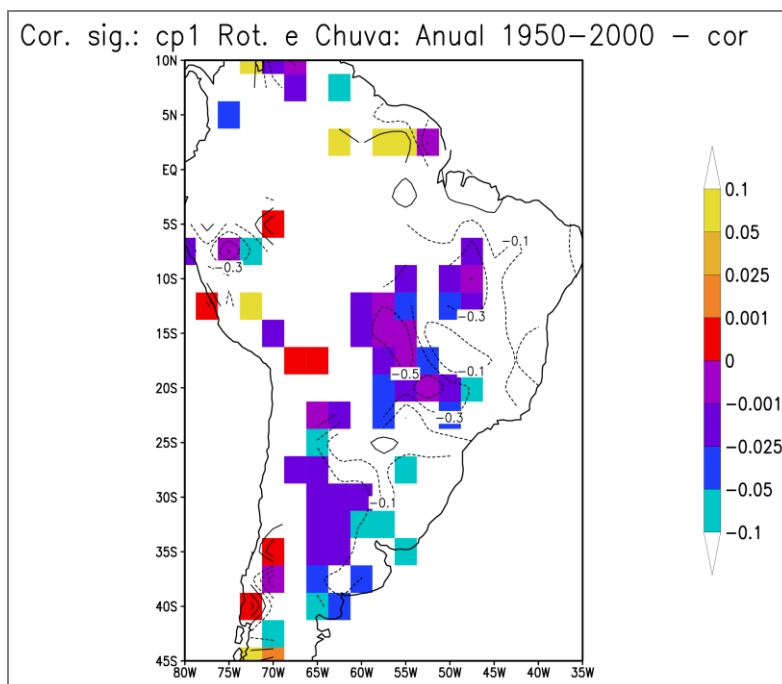 Cor. sig.: cp1 Rot. e Chuva: Anual 1950-2000 - cor
10N
5N
EQ
5S
10S
15S
20S
25S
30S
35S
40S
45S
80W 75W 70W 65W 60W 55W 50W 45W 40W 35W
-0.1
-0.3
-0.3
-0.1
-0.5
-0.3
-0.1
0.1
0.05
0.025
0.001
0
-0.001
-0.025
-0.05
-0.1